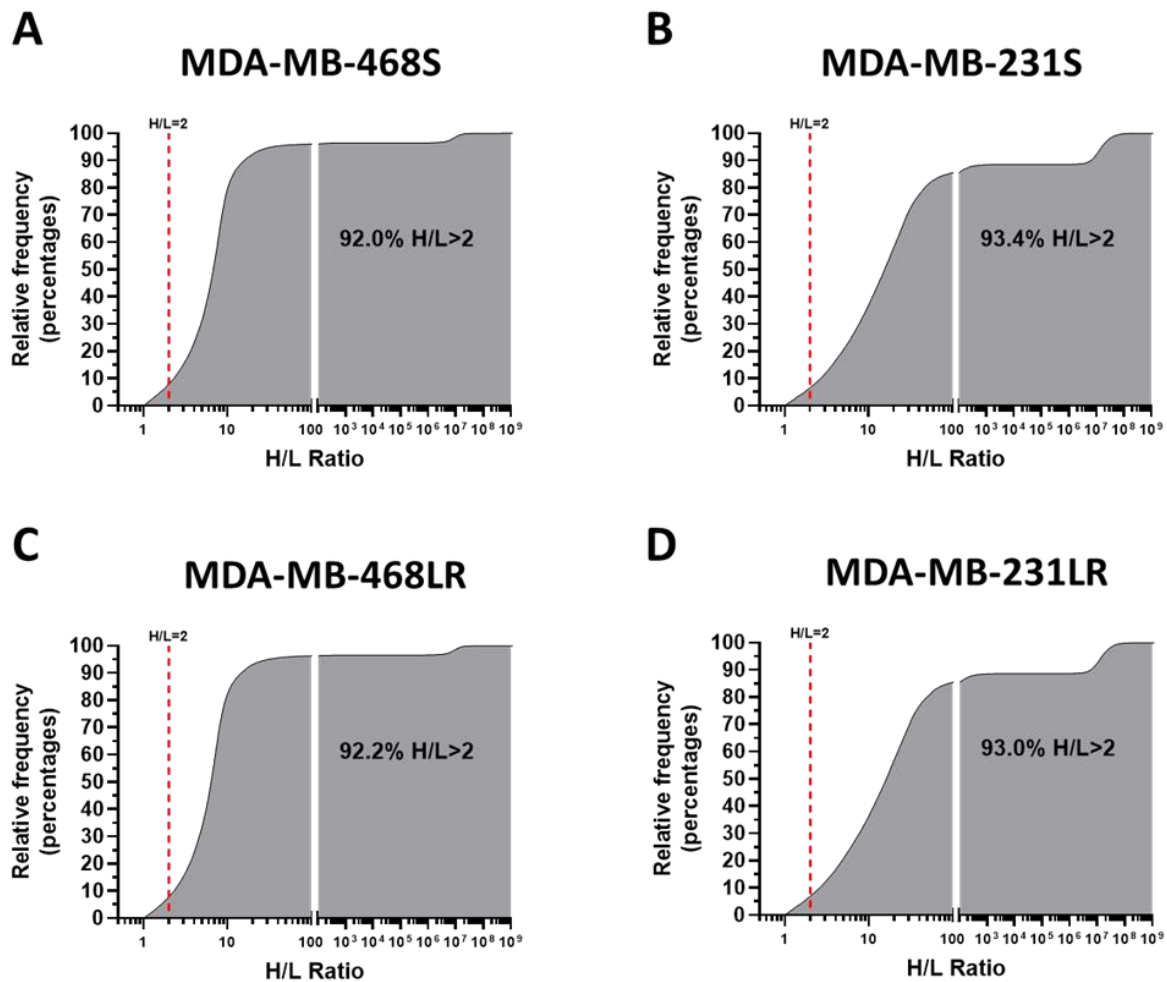 A
MDA-MB-468S
H/L=2
100
90
80
70
60
50
40
30
20
10
0
Relative frequency
(percentages)
92.0% H/L>2
1 10 100 10³ 10⁴ 10⁵ 10⁶ 10⁷ 10⁸ 10⁹
H/L Ratio
B
MDA-MB-231S
H/L=2
100
90
80
70
60
50
40
30
20
10
0
Relative frequency
(percentages)
93.4% H/L>2
1 10 100 10³ 10⁴ 10⁵ 10⁶ 10⁷ 10⁸ 10⁹
H/L Ratio
C
MDA-MB-468LR
H/L=2
100
90
80
70
60
50
40
30
20
10
0
Relative frequency
(percentages)
92.2% H/L>2
1 10 100 10³ 10⁴ 10⁵ 10⁶ 10⁷ 10⁸ 10⁹
H/L Ratio
D
MDA-MB-231LR
H/L=2
100
90
80
70
60
50
40
30
20
10
0
Relative frequency
(percentages)
93.0% H/L>2
1 10 100 10³ 10⁴ 10⁵ 10⁶ 10⁷ 10⁸ 10⁹
H/L Ratio